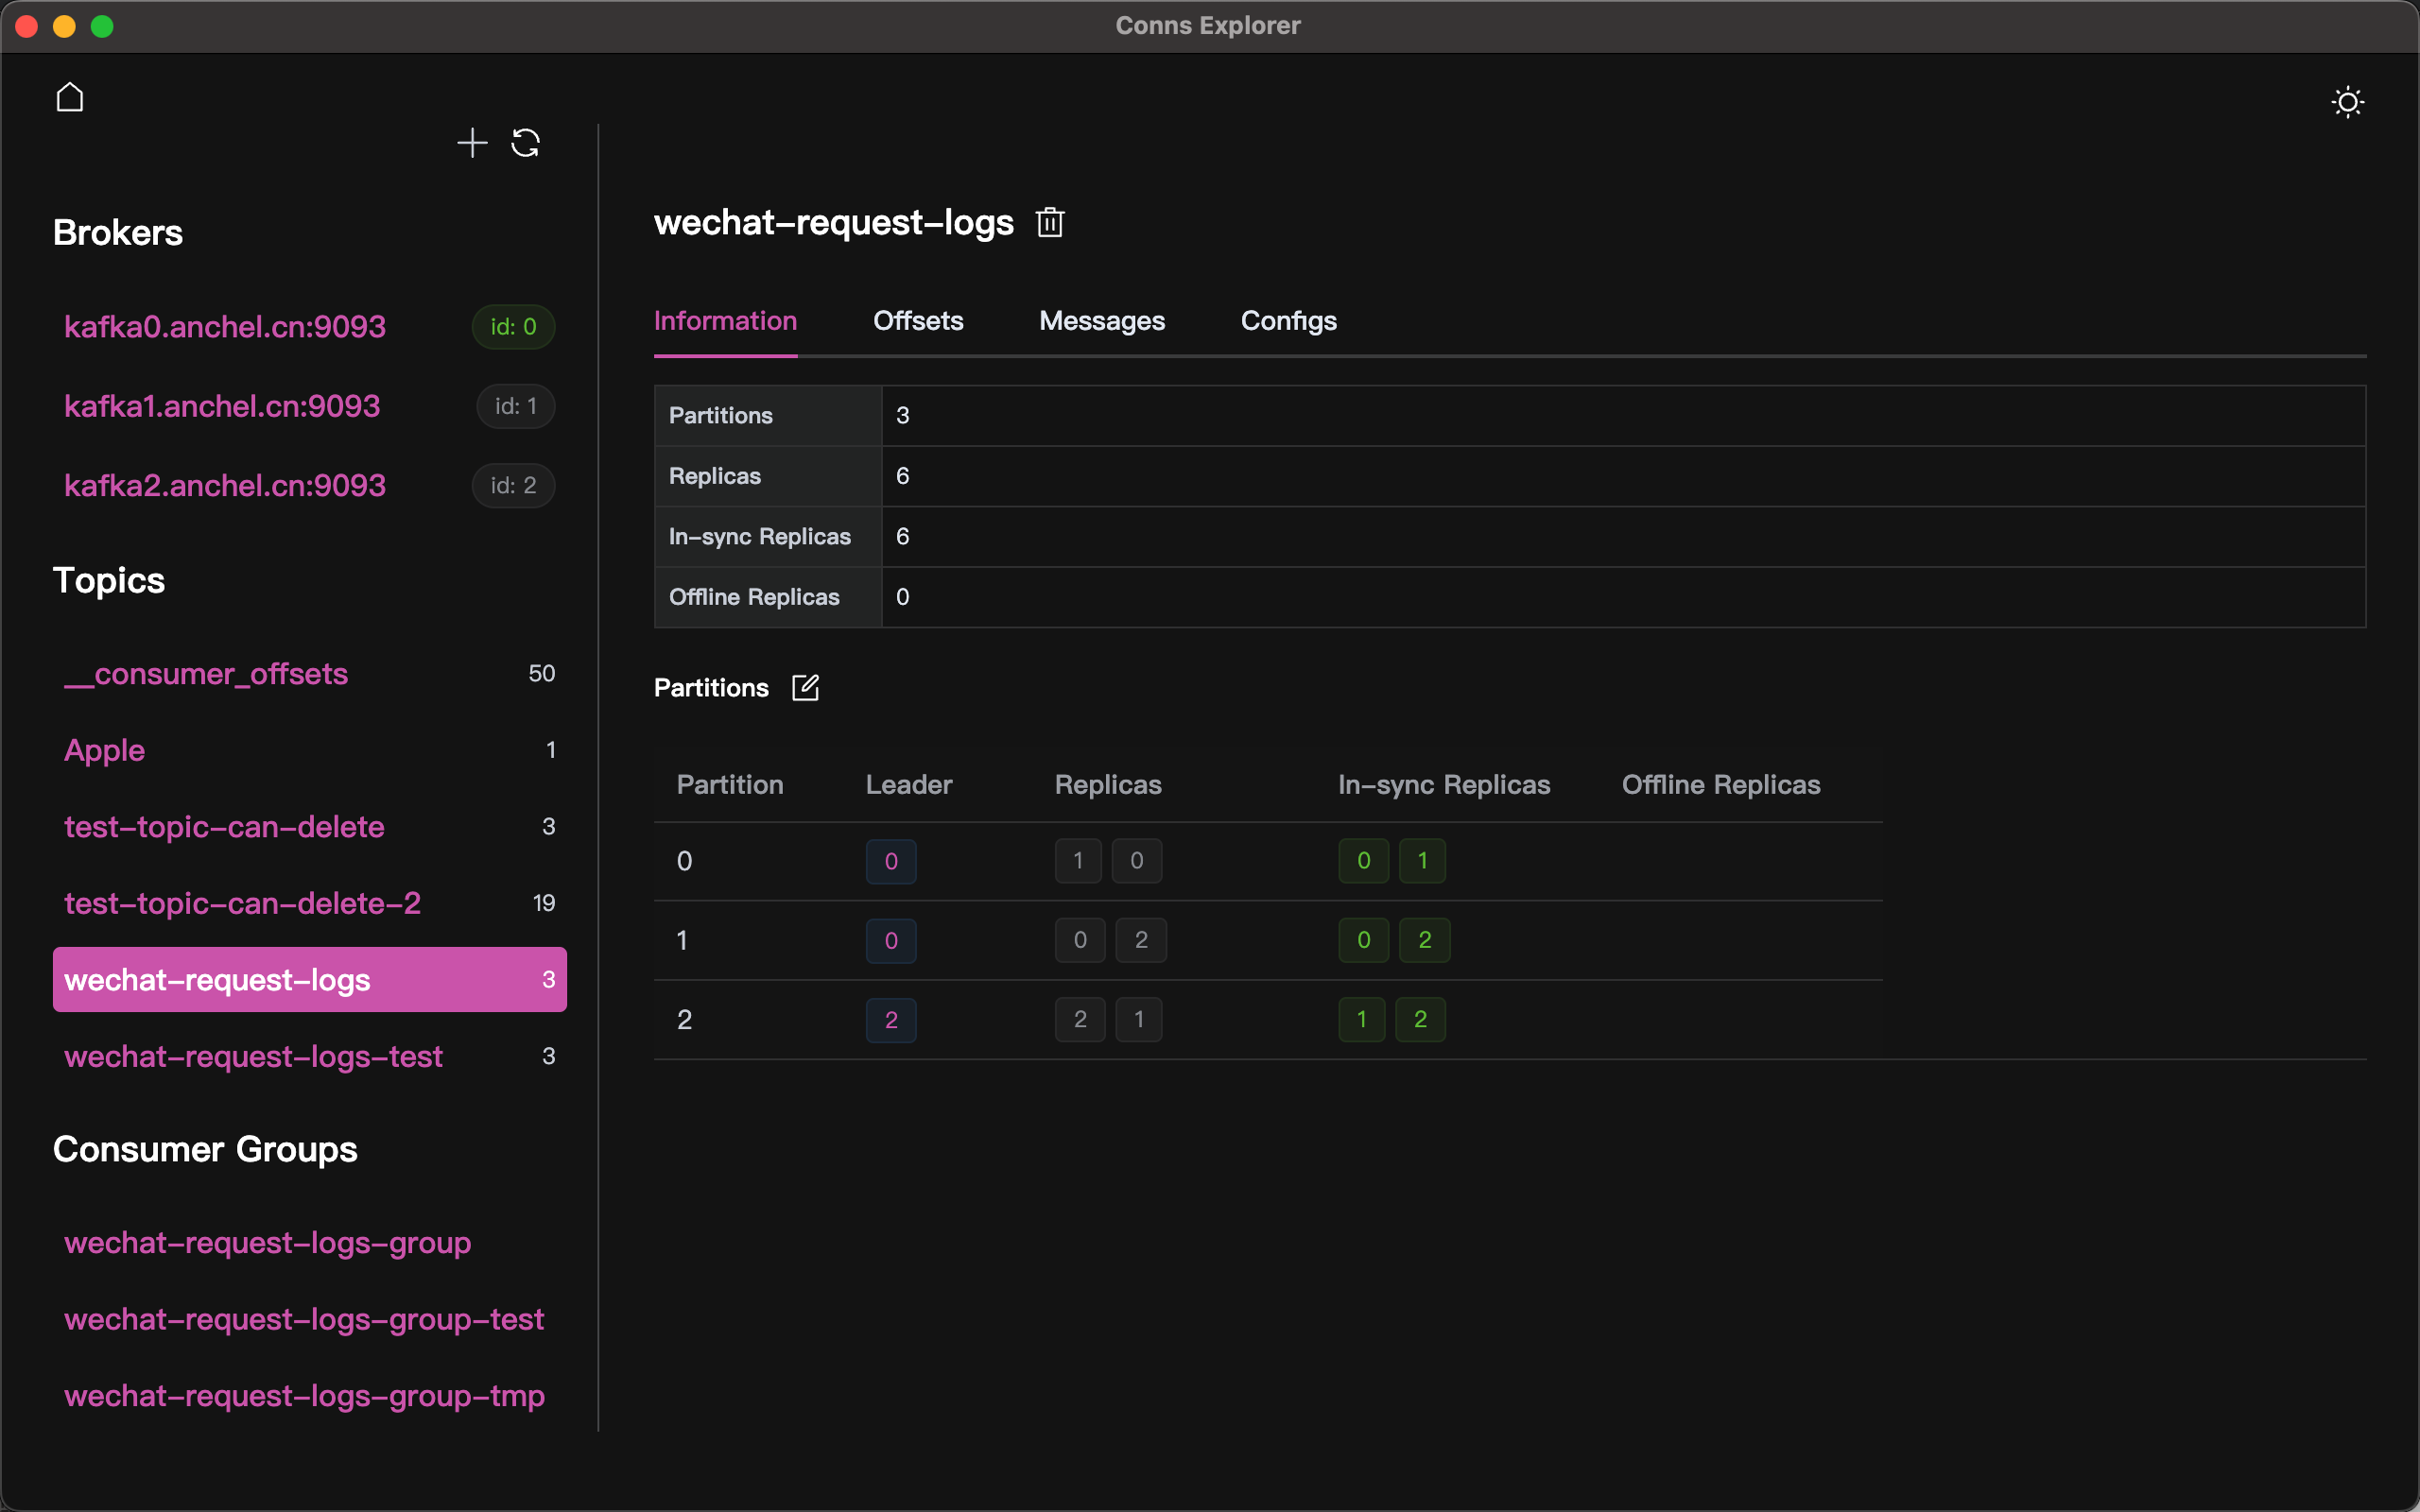 Conns Explorer
Brokers
kafka0.anchel.cn:9093 id: 0
kafka1.anchel.cn:9093 id: 1
kafka2.anchel.cn:9093 id: 2
Topics
__consumer_offsets 50
Apple 1
test-topic-can-delete 3
test-topic-can-delete-2 19
wechat-request-logs 3
wechat-request-logs-test 3
Consumer Groups
wechat-request-logs-group
wechat-request-logs-group-test
wechat-request-logs-group-tmp
wechat-request-logs
Information Offsets Messages Configs
Partitions 3
Replicas 6
In-sync Replicas 6
Offline Replicas 0
Partitions
Partition Leader Replicas In-sync Replicas Offline Replicas
0 0 1 0 0 1
1 0 0 2 0 2
2 2 2 1 1 2